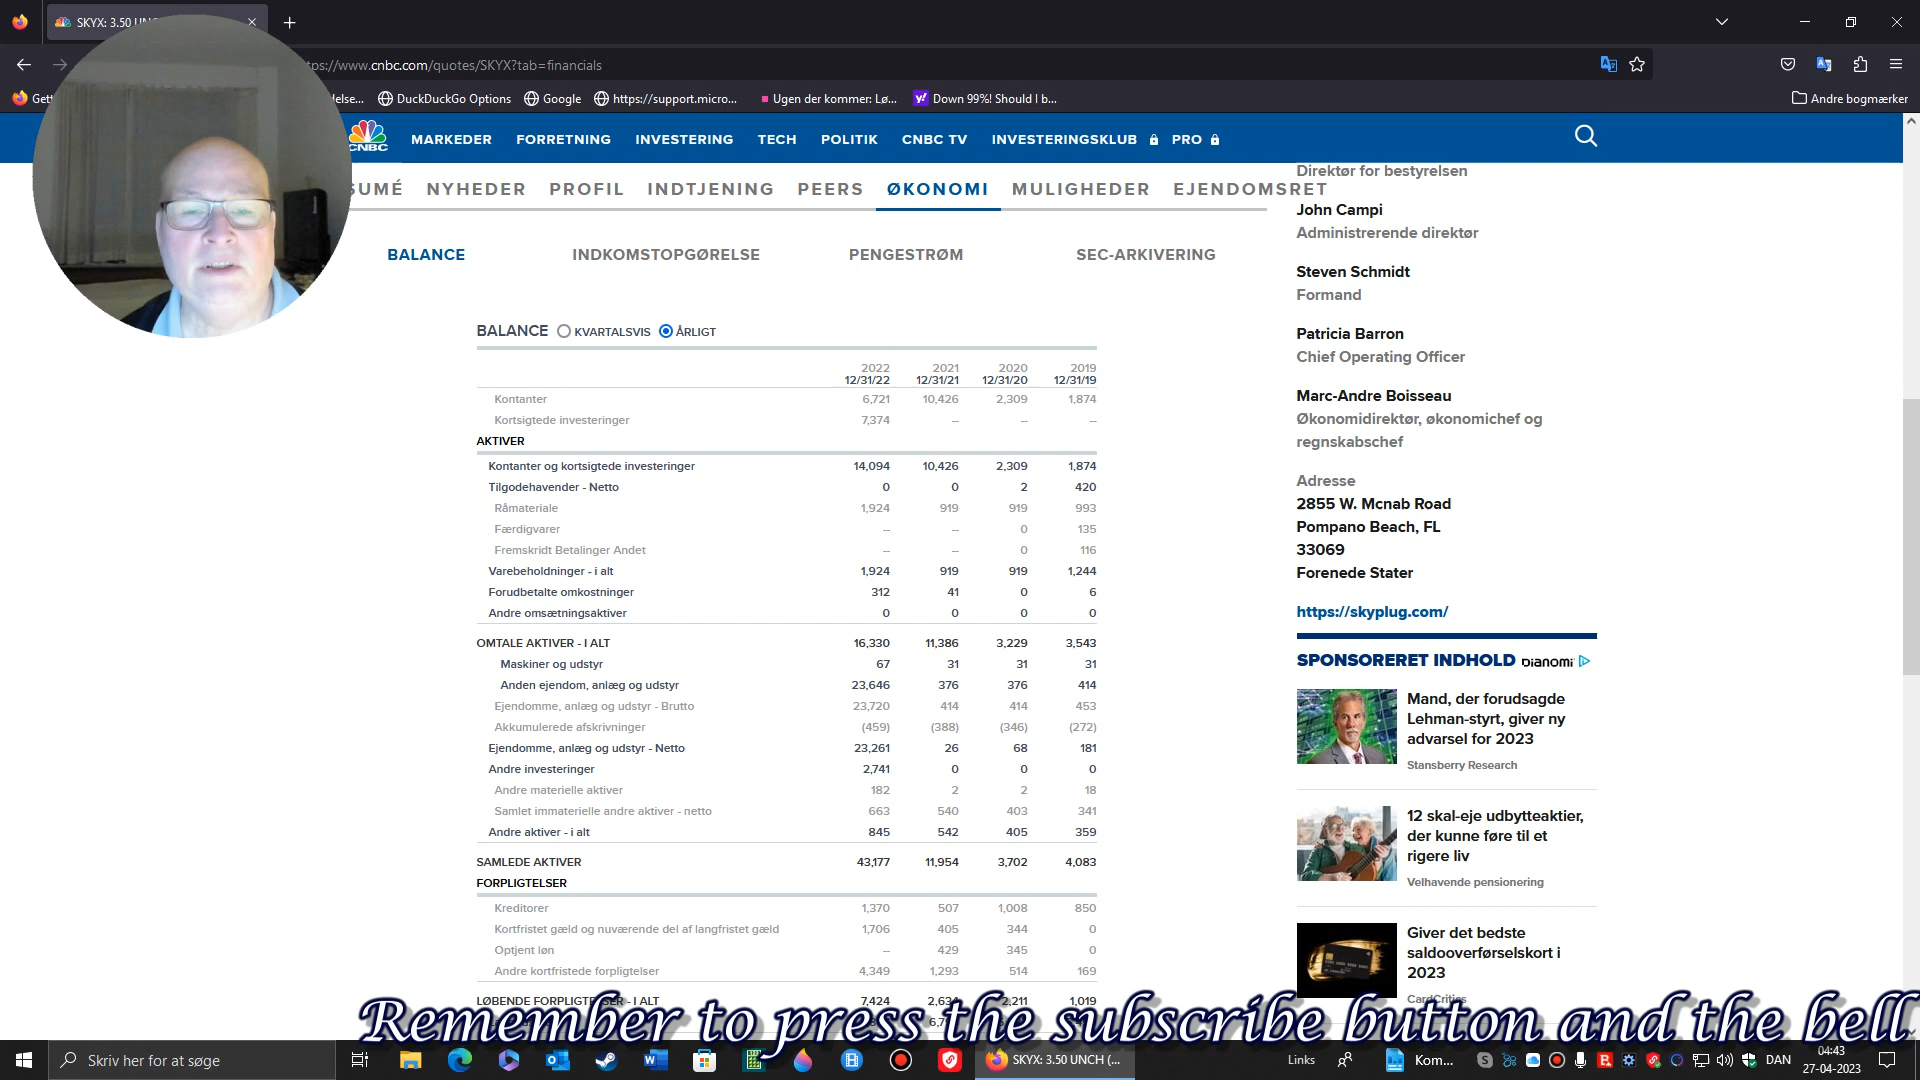 SKYX: 3.50 UNCH
ps://www.cnbc.com/quotes/SKYX?tab=financials
Gett
delse...
DuckDuckGo Options
Google
https://support.micro...
Ugen der kommer: Lø...
Down 99%! Should I b...
Andre bogmærker
CNBC
MARKEDER
FORRETNING
INVESTERING
TECH
POLITIK
CNBC TV
INVESTERINGSKLUB
PRO
SUMÉ
NYHEDER
PROFIL
INDTJENING
PEERS
ØKONOMI
MULIGHEDER
EJENDOMSRET
BALANCE
INDKOMSTOPGØRELSE
PENGESTRØM
SEC-ARKIVERING
BALANCE KVARTALSVIS ÅRLIGT
2022 2021 2020 2019
12/31/22 12/31/21 12/31/20 12/31/19
Kontanter 6,721 10,426 2,309 1,874
Kortsigtede investeringer 7,374 -- -- --
AKTIVER
Kontanter og kortsigtede investeringer 14,094 10,426 2,309 1,874
Tilgodehavender - Netto 0 0 2 420
Råmateriale 1,924 919 919 993
Færdigvarer -- -- 0 135
Fremskridt Betalinger Andet -- -- 0 116
Varebeholdninger - i alt 1,924 919 919 1,244
Forudbetalte omkostninger 312 41 0 6
Andre omsætningsaktiver 0 0 0 0
OMTALE AKTIVER - I ALT 16,330 11,386 3,229 3,543
Maskiner og udstyr 67 31 31 31
Anden ejendom, anlæg og udstyr 23,646 376 376 414
Ejendomme, anlæg og udstyr - Brutto 23,720 414 414 453
Akkumulerede afskrivninger (459) (388) (346) (272)
Ejendomme, anlæg og udstyr - Netto 23,261 26 68 181
Andre investeringer 2,741 0 0 0
Andre materielle aktiver 182 2 2 18
Samlet immaterielle andre aktiver - netto 663 540 403 341
Andre aktiver - i alt 845 542 405 359
SAMLEDE AKTIVER 43,177 11,954 3,702 4,083
FORPLIGTELSER
Kreditorer 1,370 507 1,008 850
Kortfristet gæld og nuværende del af langfristet gæld 1,706 405 344 0
Optjent løn -- 429 345 0
Andre kortfristede forpligtelser 4,349 1,293 514 169
LØBENDE FORPLIGTELSER - I ALT 7,424 2,634 2,211 1,019
Direktør for bestyrelsen
John Campi
Administrerende direktør
Steven Schmidt
Formand
Patricia Barron
Chief Operating Officer
Marc-Andre Boisseau
Økonomidirektør, økonomichef og
regnskabschef
Adresse
2855 W. Mcnab Road
Pompano Beach, FL
33069
Forenede Stater
https://skyplug.com/
SPONSORERET INDHOLD DIANOMI
Mand, der forudsagde
Lehman-styrt, giver ny
advarsel for 2023
Stansberry Research
12 skal-eje udbytteaktier,
der kunne føre til et
rigere liv
Velhavende pensionering
Giver det bedste
saldooverførselskort i
2023
CardCritics
Remember to press the subscribe button and the bell
Skriv her for at søge
SKYX: 3.50 UNCH (...
Links
Kom...
DAN
04:43
27-04-2023